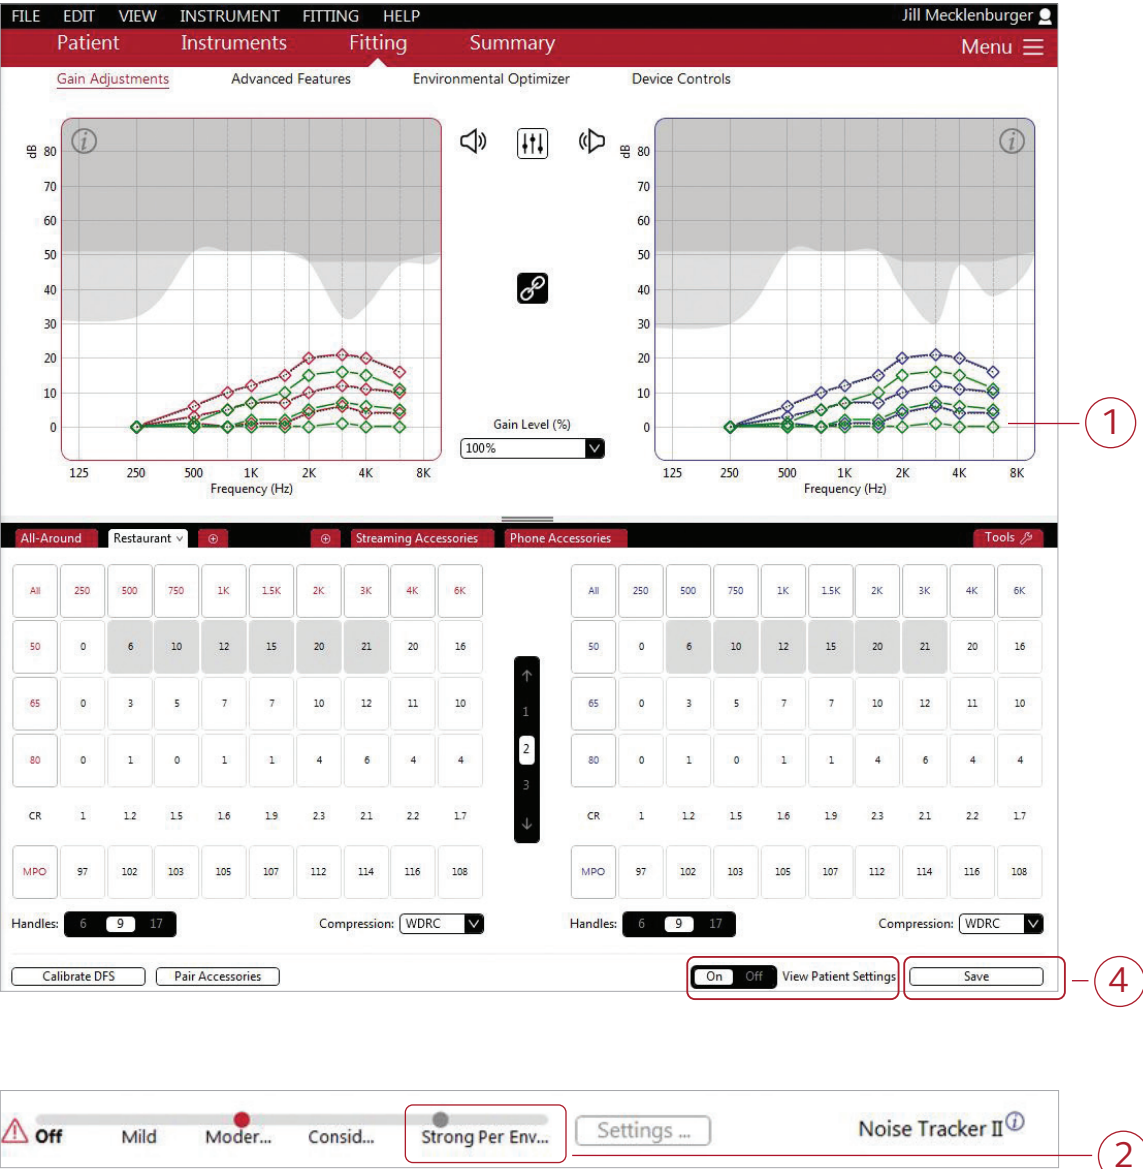 FILE EDIT VIEW INSTRUMENT FITTING HELP Jill Mecklenburger
Patient Instruments Fitting Summary Menu
Gain Adjustments Advanced Features Environmental Optimizer Device Controls
dB 80 70 60 50 40 30 20 10 0
125 250 500 1K 2K 4K 8K
Frequency (Hz)
Gain Level (%)
100%
dB 80 70 60 50 40 30 20 10 0
125 250 500 1K 2K 4K 8K
Frequency (Hz)
1
All-Around Restaurant Streaming Accessories Phone Accessories Tools
All 250 500 750 1K 1.5K 2K 3K 4K 6K
50 0 6 10 12 15 20 21 20 16
65 0 3 5 7 7 10 12 11 10
80 0 1 0 1 1 4 6 4 4
CR 1 1.2 1.5 1.6 1.9 2.3 2.1 2.2 1.7
MPO 97 102 103 105 107 112 114 116 108
Handles: 6 9 17 Compression: WDRC
1
2
3
All 250 500 750 1K 1.5K 2K 3K 4K 6K
50 0 6 10 12 15 20 21 20 16
65 0 3 5 7 7 10 12 11 10
80 0 1 0 1 1 4 6 4 4
CR 1 1.2 1.5 1.6 1.9 2.3 2.1 2.2 1.7
MPO 97 102 103 105 107 112 114 116 108
Handles: 6 9 17 Compression: WDRC
Calibrate DFS Pair Accessories On Off View Patient Settings Save
4
Off Mild Moder... Consid... Strong Per Env... Settings ... Noise Tracker II
2